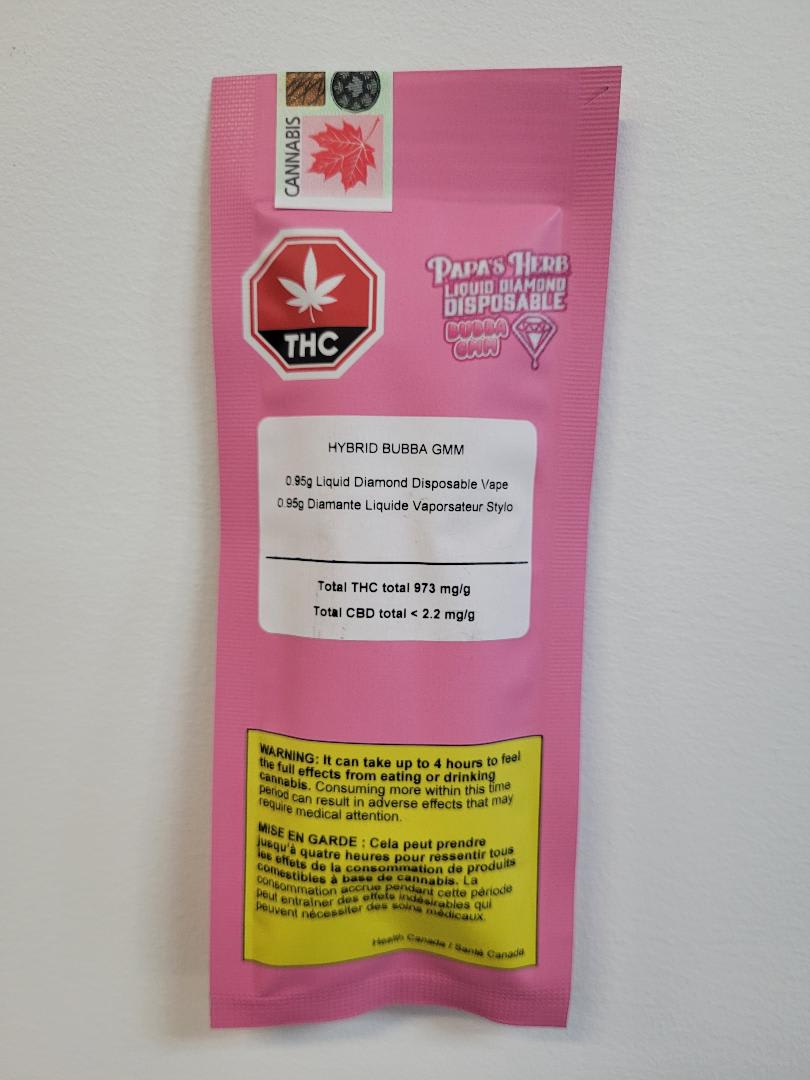 CANNABIS
THC
PAPA'S HERB
LIQUID DIAMOND
DISPOSABLE
BUBBA
GMM
HYBRID BUBBA GMM
0.95g Liquid Diamond Disposable Vape
0.95g Diamante Liquide Vaporsateur Stylo
Total THC total 973 mg/g
Total CBD total < 2.2 mg/g
WARNING: It can take up to 4 hours to feel
the full effects from eating or drinking
cannabis. Consuming more within this time
period can result in adverse effects that may
require medical attention.
MISE EN GARDE : Cela peut prendre
jusqu'à quatre heures pour ressentir tous
les effets de la consommation de produits
comestibles à base de cannabis. La
consommation accrue pendant cette période
peut entraîner des effets indésirables qui
peuvent nécessiter des soins médicaux.
Health Canada / Santé Canada